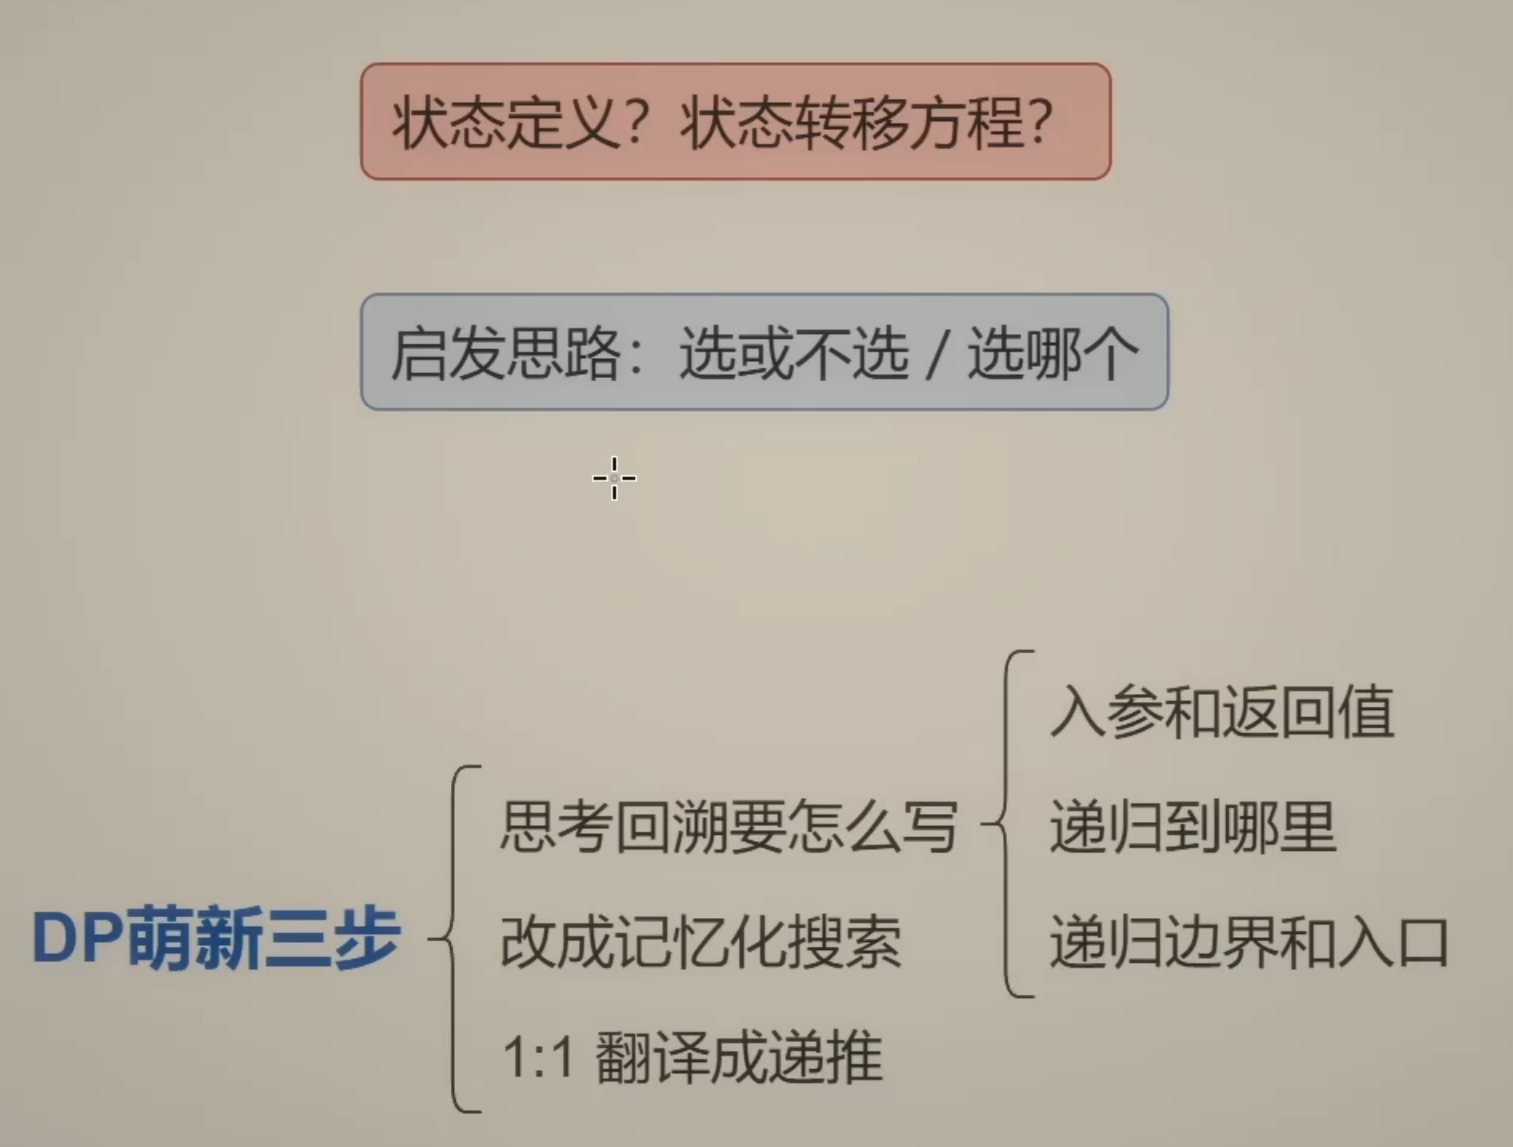 状态定义？状态转移方程？
启发思路：选或不选 / 选哪个
DP萌新三步
思考回溯要怎么写
入参和返回值
递归到哪里
递归边界和入口
改成记忆化搜索
1:1 翻译成递推